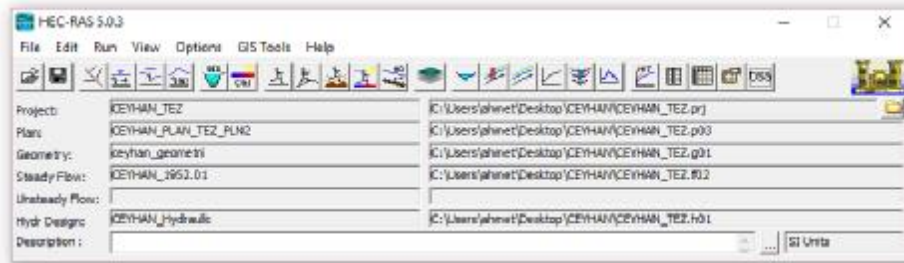 HEC-RAS 5.0.3
File Edit Run View Options GIS Tools Help
DSS
Project: CEYHAN_TEZ C:\Users\ahmet\Desktop\CEYHAN\CEYHAN_TEZ.prj
Plan: CEYHAN_PLAN_TEZ_PLN2 C:\Users\ahmet\Desktop\CEYHAN\CEYHAN_TEZ.p03
Geometry: ceyhan_geometri C:\Users\ahmet\Desktop\CEYHAN\CEYHAN_TEZ.g01
Steady Flow: CEYHAN_1952.01 C:\Users\ahmet\Desktop\CEYHAN\CEYHAN_TEZ.f02
Unsteady Flow:
Hydr Design: CEYHAN_Hydraulic C:\Users\ahmet\Desktop\CEYHAN\CEYHAN_TEZ.h01
Description : ... SI Units